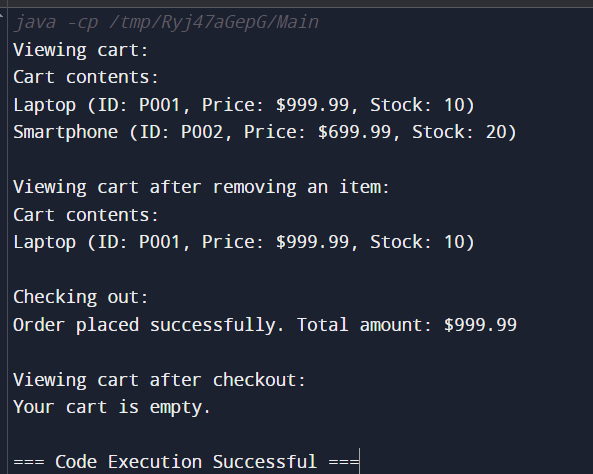 java -cp /tmp/Ryj47aGepG/Main
Viewing cart:
Cart contents:
Laptop (ID: P001, Price: $999.99, Stock: 10)
Smartphone (ID: P002, Price: $699.99, Stock: 20)
Viewing cart after removing an item:
Cart contents:
Laptop (ID: P001, Price: $999.99, Stock: 10)
Checking out:
Order placed successfully. Total amount: $999.99
Viewing cart after checkout:
Your cart is empty.
=== Code Execution Successful ===